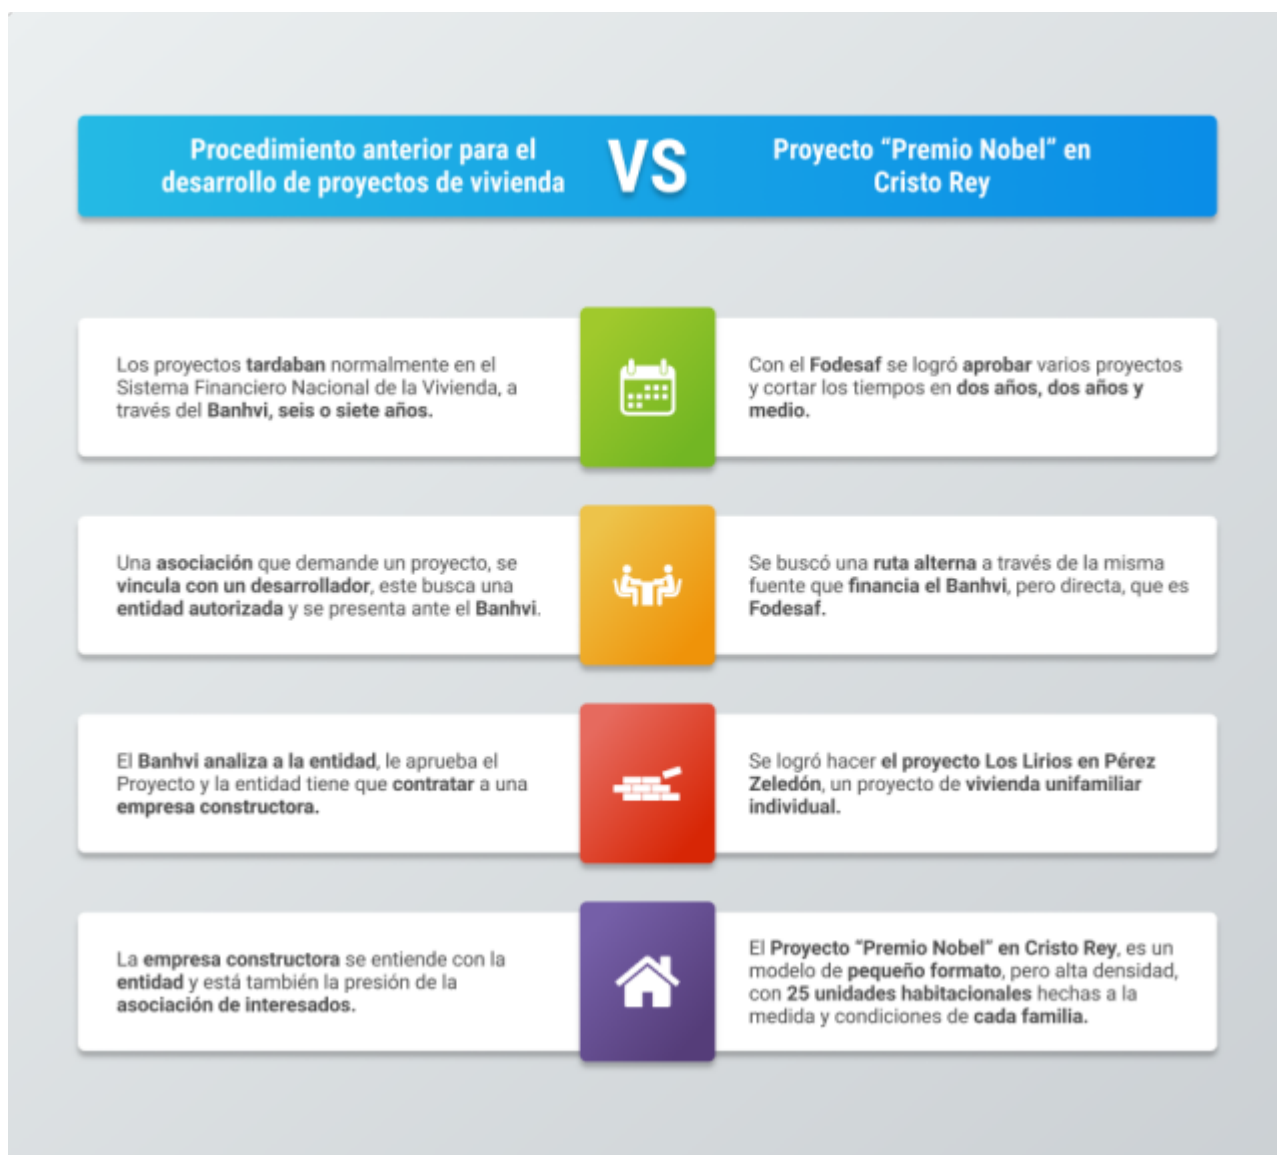 Procedimiento anterior para el
desarrollo de proyectos de vivienda
VS
Proyecto “Premio Nobel” en
Cristo Rey
Los proyectos tardaban normalmente en el
Sistema Financiero Nacional de la Vivienda, a
través del Banhvi, seis o siete años.
Con el Fodesaf se logró aprobar varios proyectos
y cortar los tiempos en dos años, dos años y
medio.
Una asociación que demande un proyecto, se
vincula con un desarrollador, este busca una
entidad autorizada y se presenta ante el Banhvi.
Se buscó una ruta alterna a través de la misma
fuente que financia el Banhvi, pero directa, que es
Fodesaf.
El Banhvi analiza a la entidad, le aprueba el
Proyecto y la entidad tiene que contratar a una
empresa constructora.
Se logró hacer el proyecto Los Lirios en Pérez
Zeledón, un proyecto de vivienda unifamiliar
individual.
La empresa constructora se entiende con la
entidad y está también la presión de la
asociación de interesados.
El Proyecto “Premio Nobel” en Cristo Rey, es un
modelo de pequeño formato, pero alta densidad,
con 25 unidades habitacionales hechas a la
medida y condiciones de cada familia.